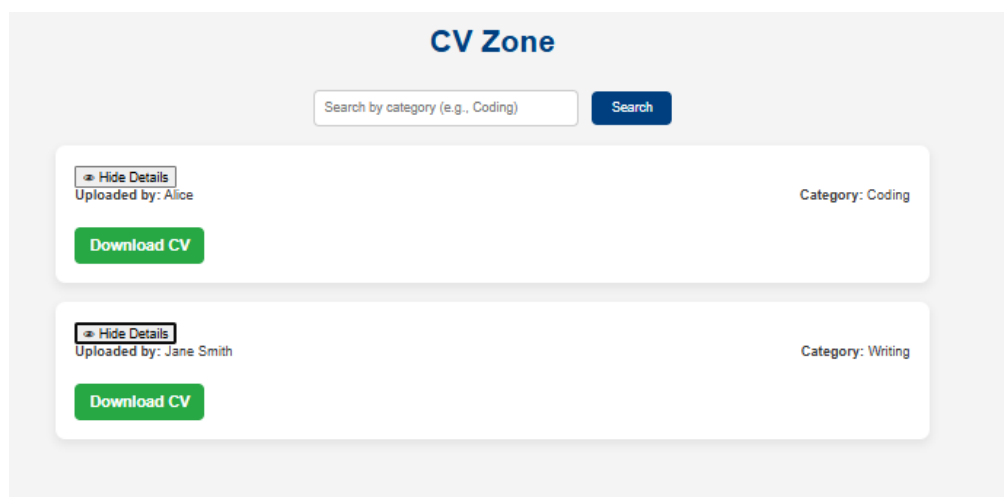 CV Zone
Search by category (e.g., Coding) Search
👁 Hide Details
Uploaded by: Alice Category: Coding
Download CV
👁 Hide Details
Uploaded by: Jane Smith Category: Writing
Download CV